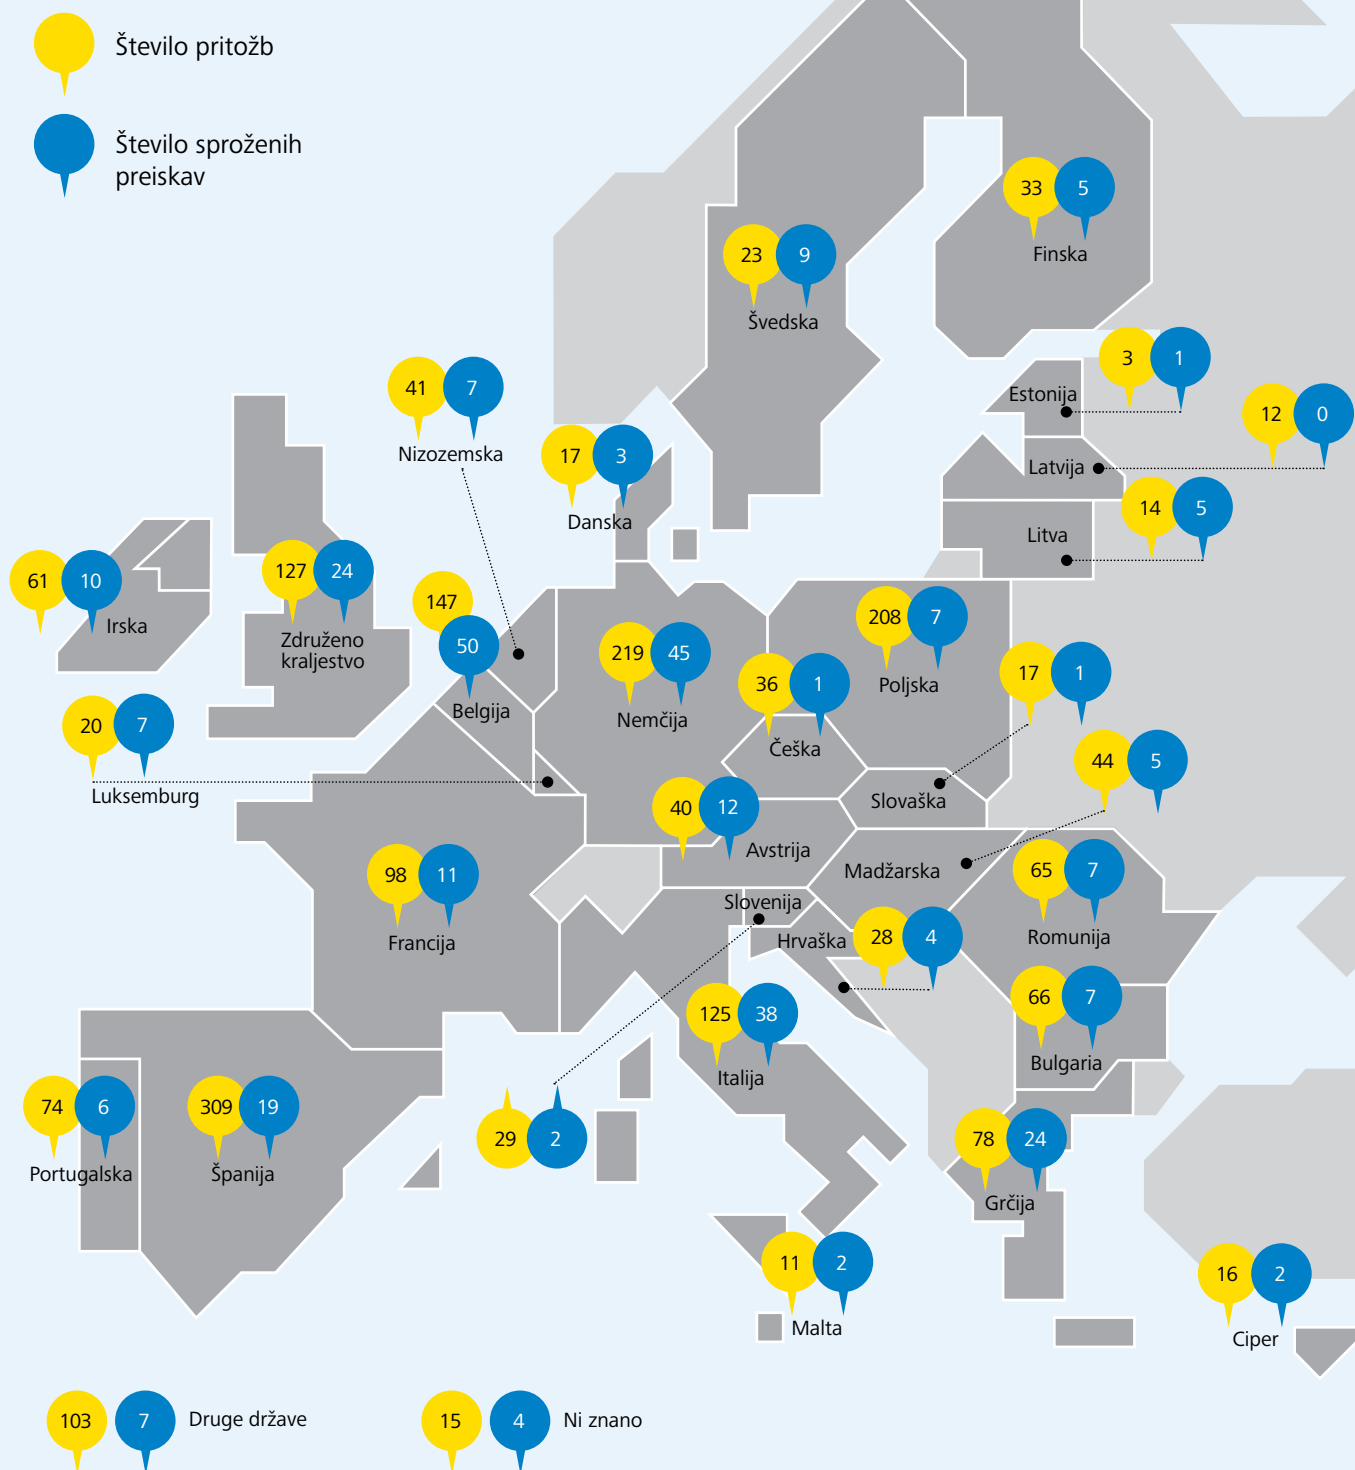 Število pritožb
Število sproženih
preiskav
33 5
Finska
23 9
Švedska
3 1
Estonija
41 7
Nizozemska
12 0
Latvija
17 3
Danska
14 5
Litva
61 10
Irska
127 24
Združeno
kraljestvo
147
50
Belgija
219 45
Nemčija
208 7
Poljska
36 1
Češka
17 1
Slovaška
20 7
Luksemburg
44 5
Madžarska
40 12
Avstrija
98 11
Francija
65 7
Romunija
Slovenija
28 4
Hrvaška
125 38
Italija
66 7
Bulgaria
74 6
Portugalska
309 19
Španija
29 2
78 24
Grčija
11 2
Malta
16 2
Ciper
103 7 Druge države
15 4 Ni znano